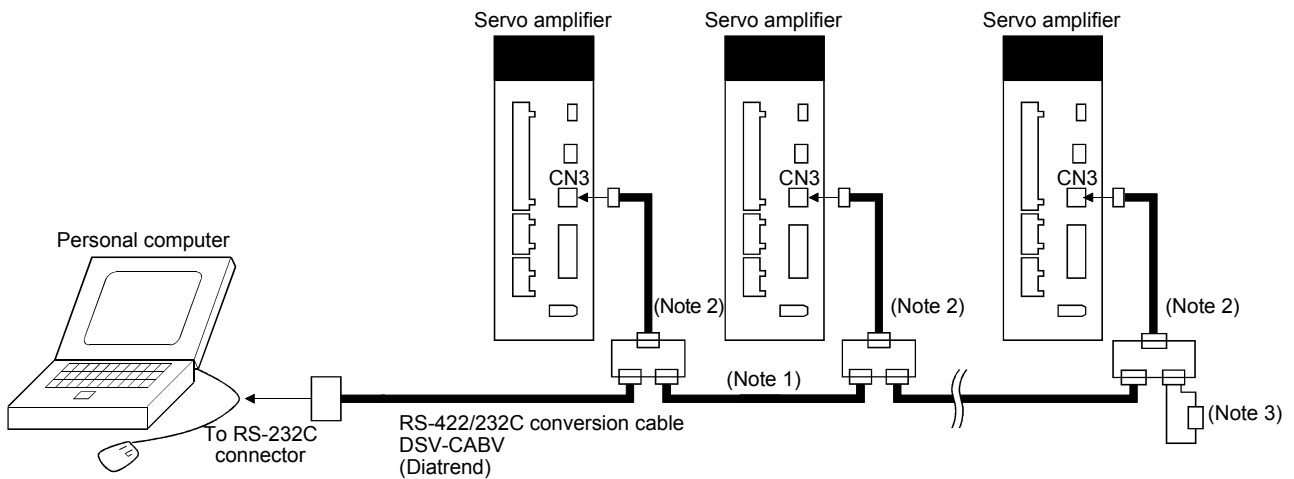 Servo amplifier
Servo amplifier
Servo amplifier
CN3
CN3
CN3
Personal computer
(Note 2)
(Note 2)
(Note 2)
(Note 1)
(Note 3)
To RS-232C
connector
RS-422/232C conversion cable
DSV-CABV
(Diatrend)